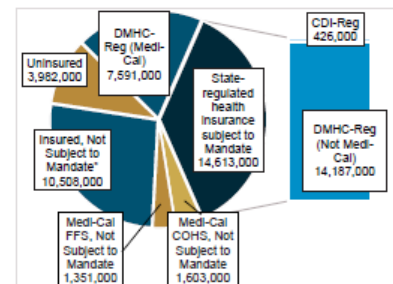 DMHC-
Reg (Medi-
Cal)
7,591,000
CDI-Reg
426,000
Uninsured
3,982,000
State-
regulated
health
Insurance
subject to
Mandate
14,613,000
DMHC-Reg
(Not Medi-
Cal)
14,187,000
Insured, Not
Subject to
Mandate*
10,508,000
Medi-Cal
FFS, Not
Subject to
Mandate
1,351,000
Medi-Cal
COHS, Not
Subject to
Mandate
1,603,000